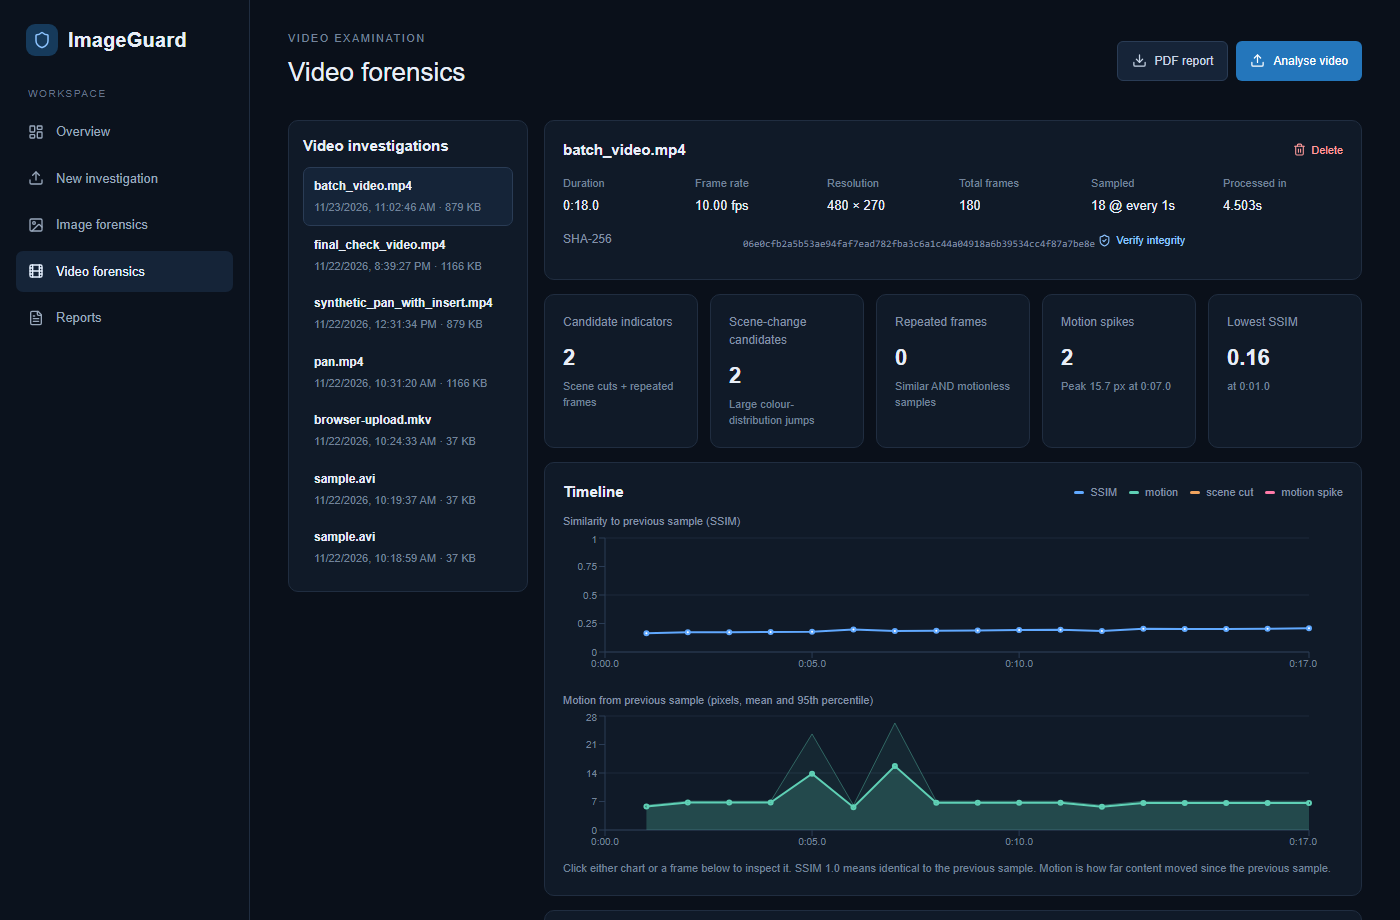 ImageGuard
WORKSPACE
Overview
New investigation
Image forensics
Video forensics
Reports
VIDEO EXAMINATION
Video forensics
PDF report
Analyse video
Video investigations
batch_video.mp4
11/23/2026, 11:02:46 AM · 879 KB
final_check_video.mp4
11/22/2026, 8:39:27 PM · 1166 KB
synthetic_pan_with_insert.mp4
11/22/2026, 12:31:34 PM · 879 KB
pan.mp4
11/22/2026, 10:31:20 AM · 1166 KB
browser-upload.mkv
11/22/2026, 10:24:33 AM · 37 KB
sample.avi
11/22/2026, 10:19:37 AM · 37 KB
sample.avi
11/22/2026, 10:18:59 AM · 37 KB
batch_video.mp4
Delete
Duration
Frame rate
Resolution
Total frames
Sampled
Processed in
0:18.0
10.00 fps
480 × 270
180
18 @ every 1s
4.503s
SHA-256
06e0cfb2a5b53ae94faf7ead782fba3c6a1c44a04918a6b39534cc4f87a7be8e
Verify integrity
Candidate indicators
2
Scene cuts + repeated
frames
Scene-change
candidates
2
Large colour-
distribution jumps
Repeated frames
0
Similar AND motionless
samples
Motion spikes
2
Peak 15.7 px at 0:07.0
Lowest SSIM
0.16
at 0:01.0
Timeline
SSIM
motion
scene cut
motion spike
Similarity to previous sample (SSIM)
1
0.75
0.5
0.25
0
0:00.0
0:05.0
0:10.0
0:17.0
Motion from previous sample (pixels, mean and 95th percentile)
28
21
14
7
0
0:00.0
0:05.0
0:10.0
0:17.0
Click either chart or a frame below to inspect it. SSIM 1.0 means identical to the previous sample. Motion is how far content moved since the previous sample.